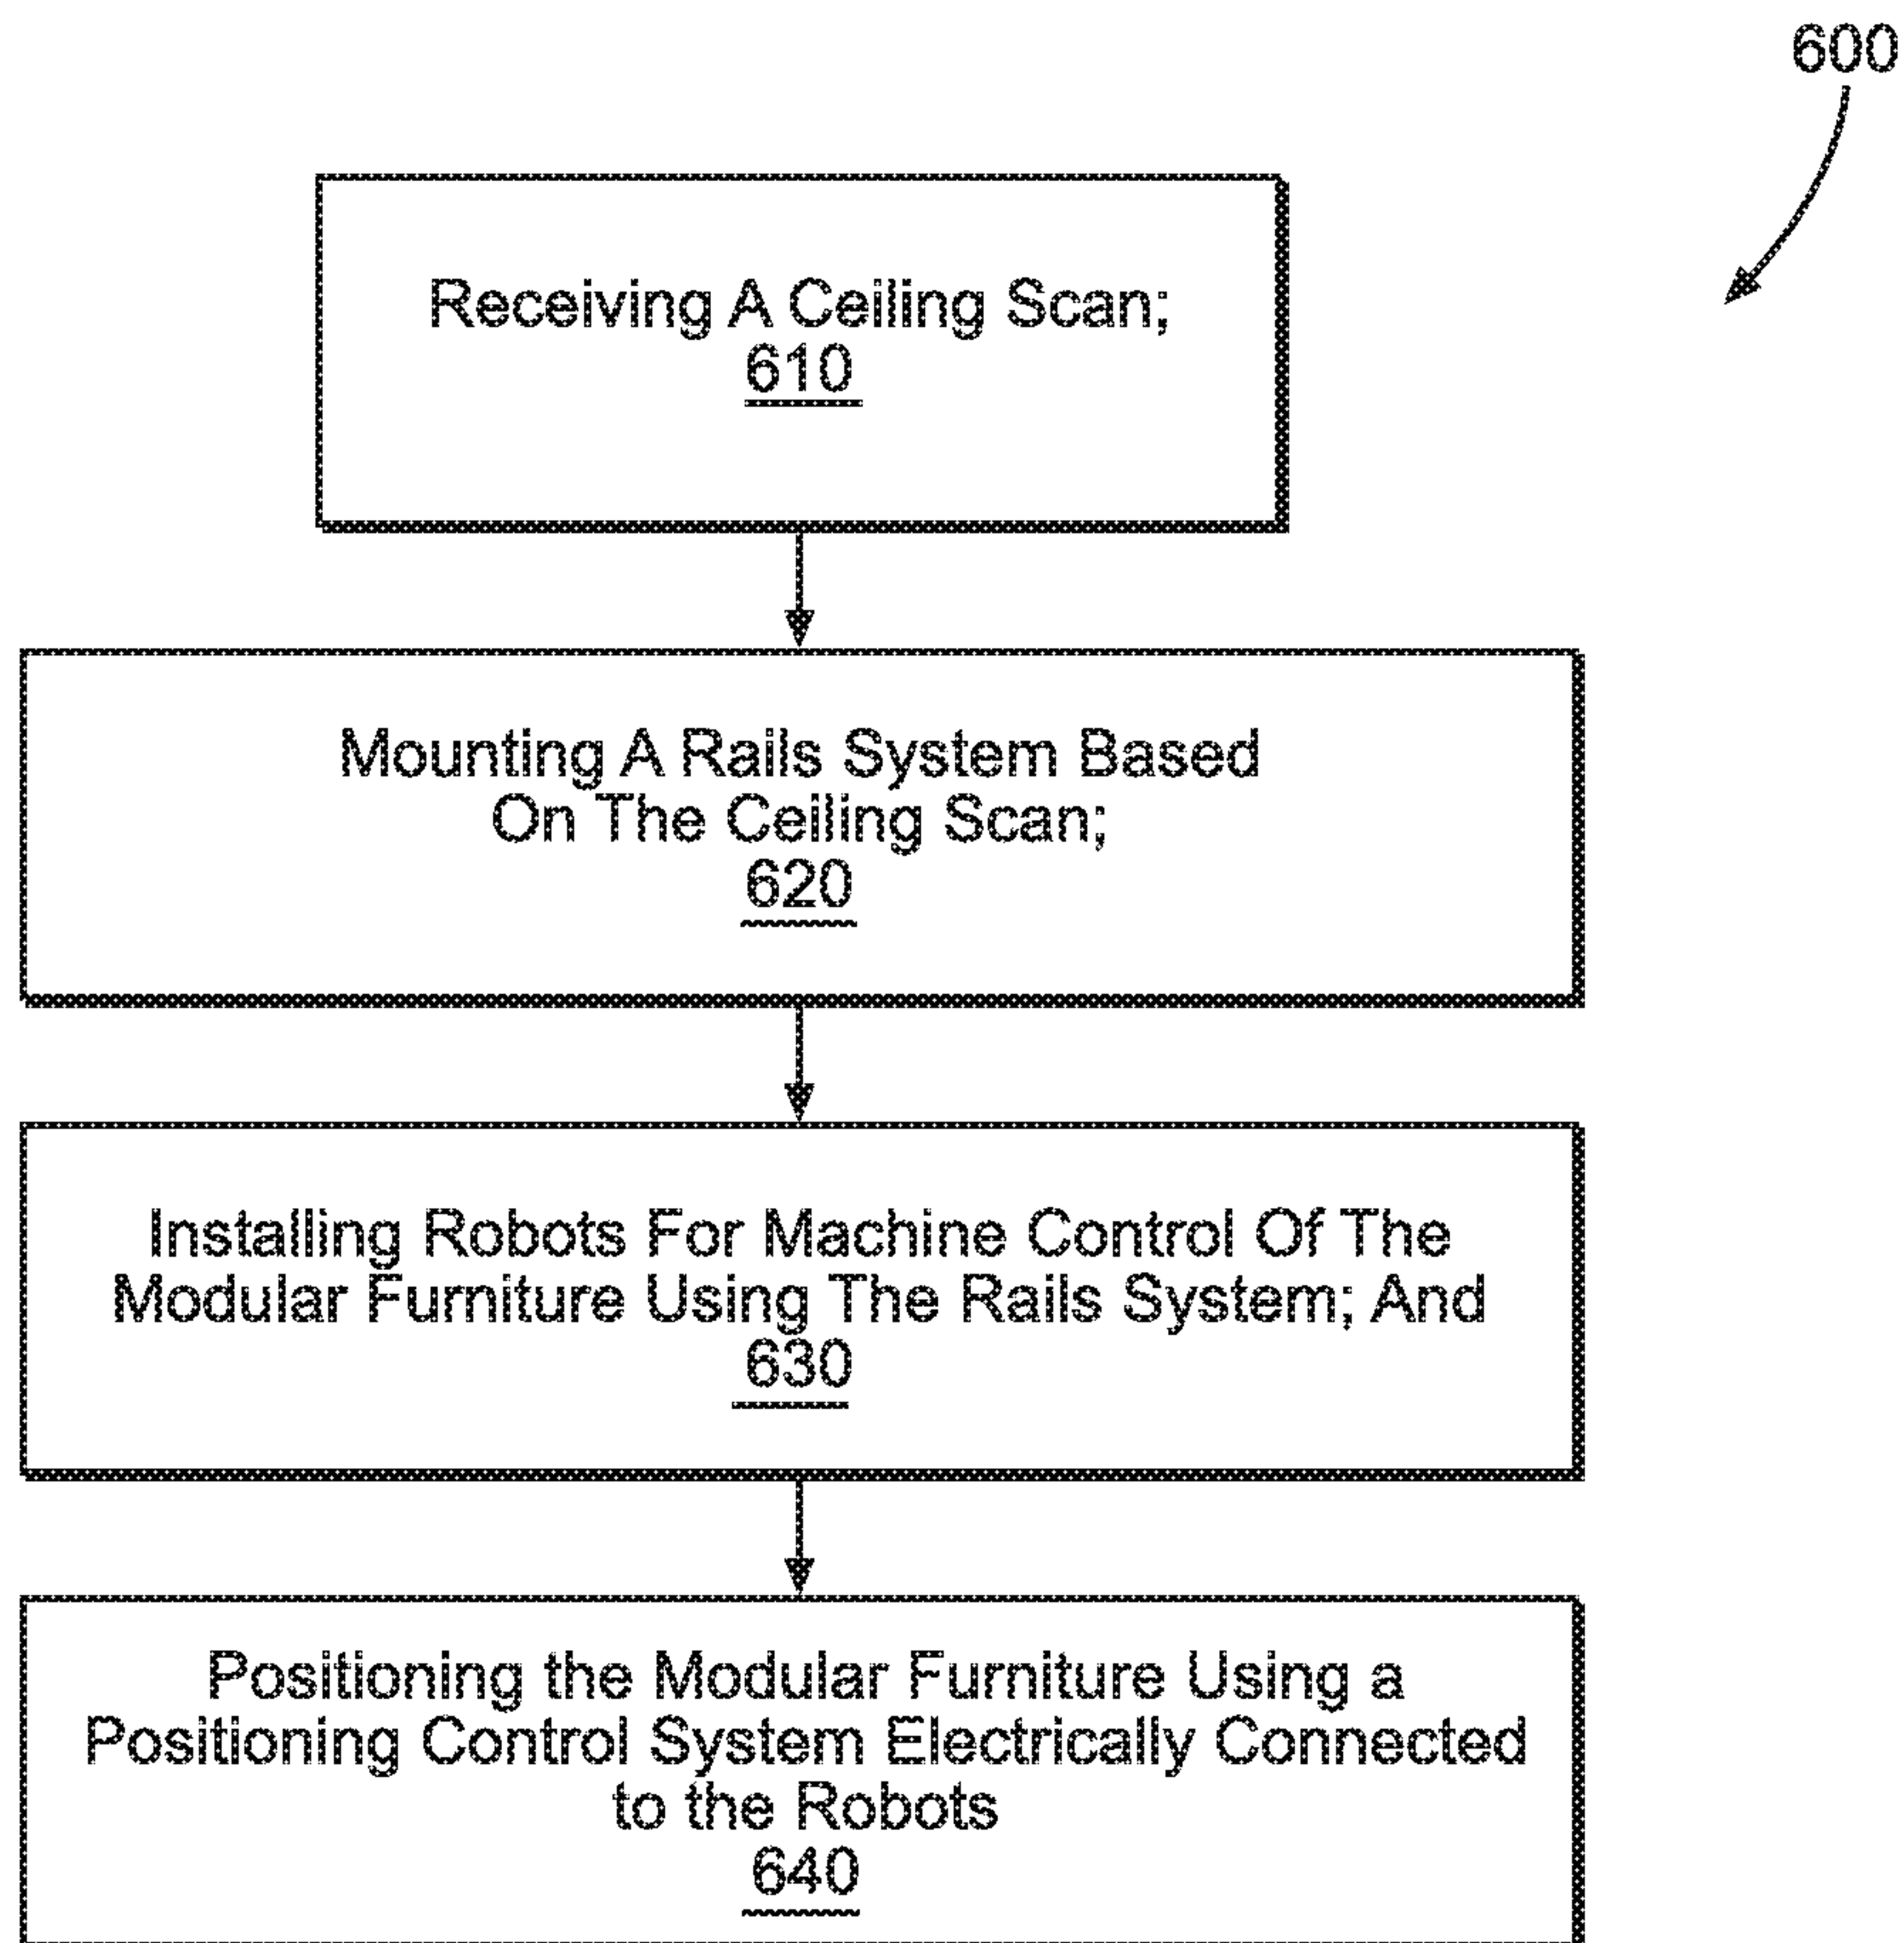 600
Receiving A Ceiling Scan;
610
Mounting A Rails System Based
On The Ceiling Scan;
620
Installing Robots For Machine Control Of The
Modular Furniture Using The Rails System; And
630
Positioning the Modular Furniture Using a
Positioning Control System Electrically Connected
to the Robots
640